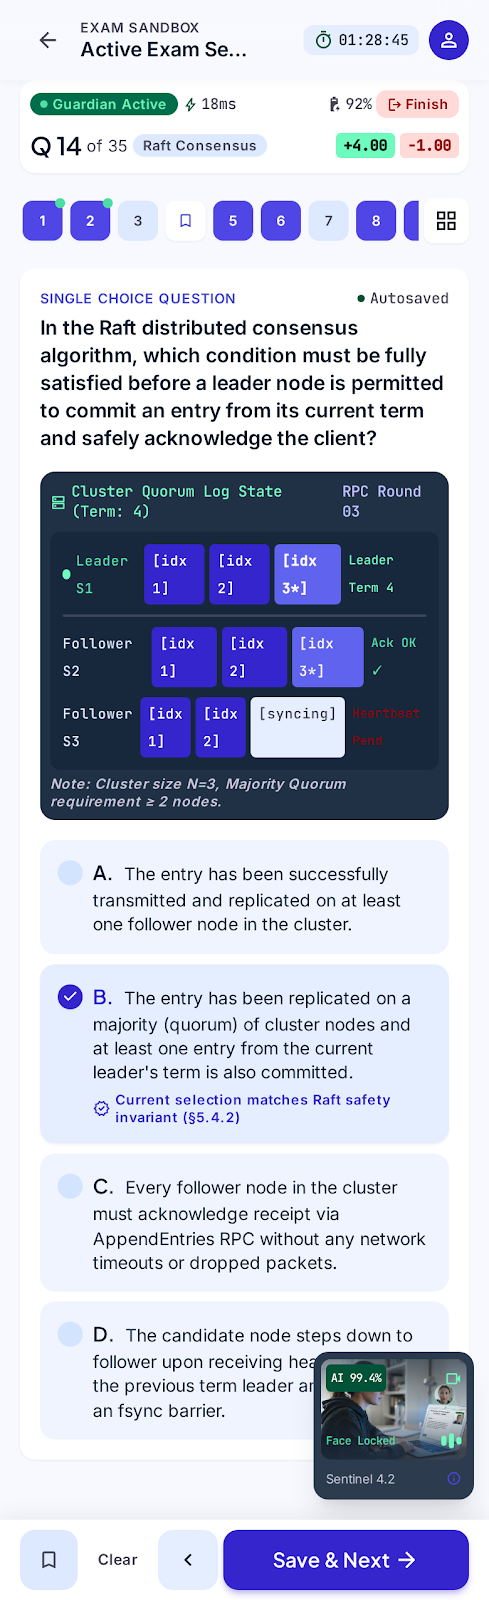 EXAM SANDBOX
Active Exam Se...
01:28:45
Guardian Active
18ms
92%
Finish
Q 14 of 35
Raft Consensus
+4.00
-1.00
1
2
3
5
6
7
8
SINGLE CHOICE QUESTION
Autosaved
In the Raft distributed consensus
algorithm, which condition must be fully
satisfied before a leader node is permitted
to commit an entry from its current term
and safely acknowledge the client?
Cluster Quorum Log State
(Term: 4)
RPC Round
03
Leader
S1
[idx
1]
[idx
2]
[idx
3*]
Leader
Term 4
Follower
S2
[idx
1]
[idx
2]
[idx
3*]
Ack OK
✓
Follower
S3
[idx
1]
[idx
2]
[syncing]
Heartbeat
Pend
Note: Cluster size N=3, Majority Quorum
requirement ≥ 2 nodes.
A. The entry has been successfully
transmitted and replicated on at least
one follower node in the cluster.
B. The entry has been replicated on a
majority (quorum) of cluster nodes and
at least one entry from the current
leader's term is also committed.
Current selection matches Raft safety
invariant (§5.4.2)
C. Every follower node in the cluster
must acknowledge receipt via
AppendEntries RPC without any network
timeouts or dropped packets.
D. The candidate node steps down to
follower upon receiving
the previous term leader
an fsync barrier.
AI 99.4%
Face Locked
Sentinel 4.2
Clear
Save & Next